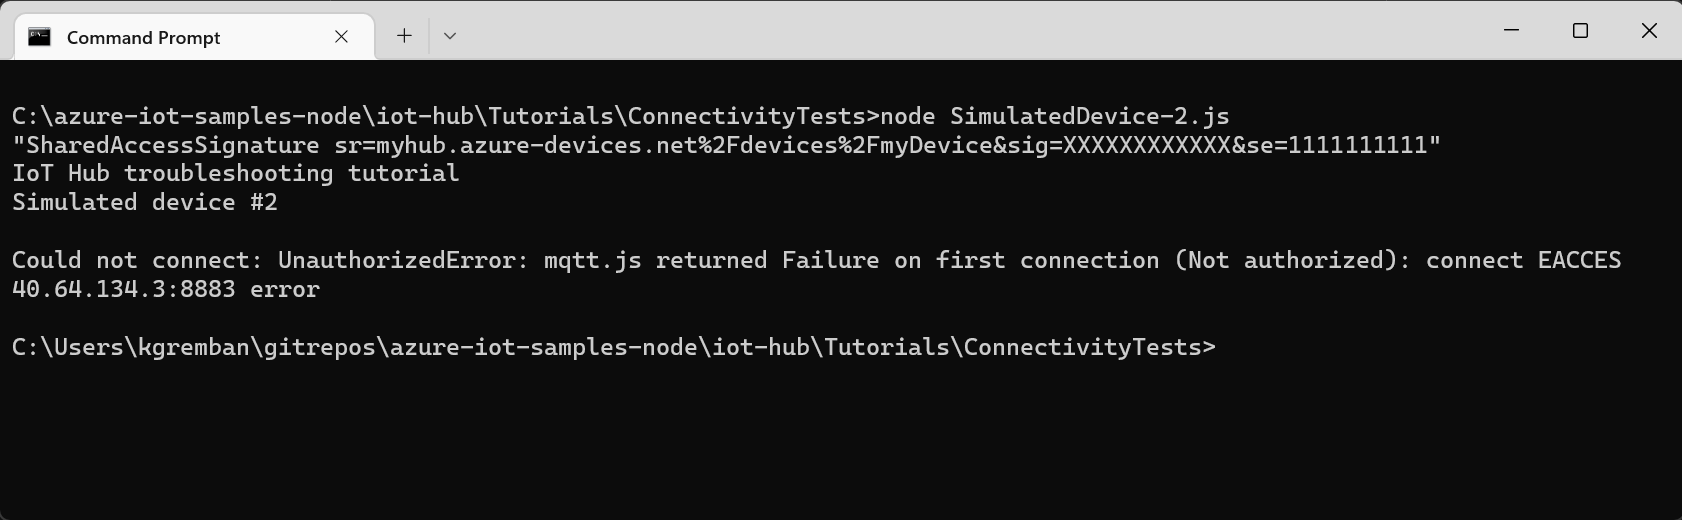 Command Prompt
C:\azure-iot-samples-node\iot-hub\Tutorials\ConnectivityTests>node SimulatedDevice-2.js
"SharedAccessSignature sr=myhub.azure-devices.net%2Fdevices%2FmyDevice&sig=XXXXXXXXXXXX&se=1111111111"
IoT Hub troubleshooting tutorial
Simulated device #2
Could not connect: UnauthorizedError: mqtt.js returned Failure on first connection (Not authorized): connect EACCES
40.64.134.3:8883 error
C:\Users\kgremban\gitrepos\azure-iot-samples-node\iot-hub\Tutorials\ConnectivityTests>